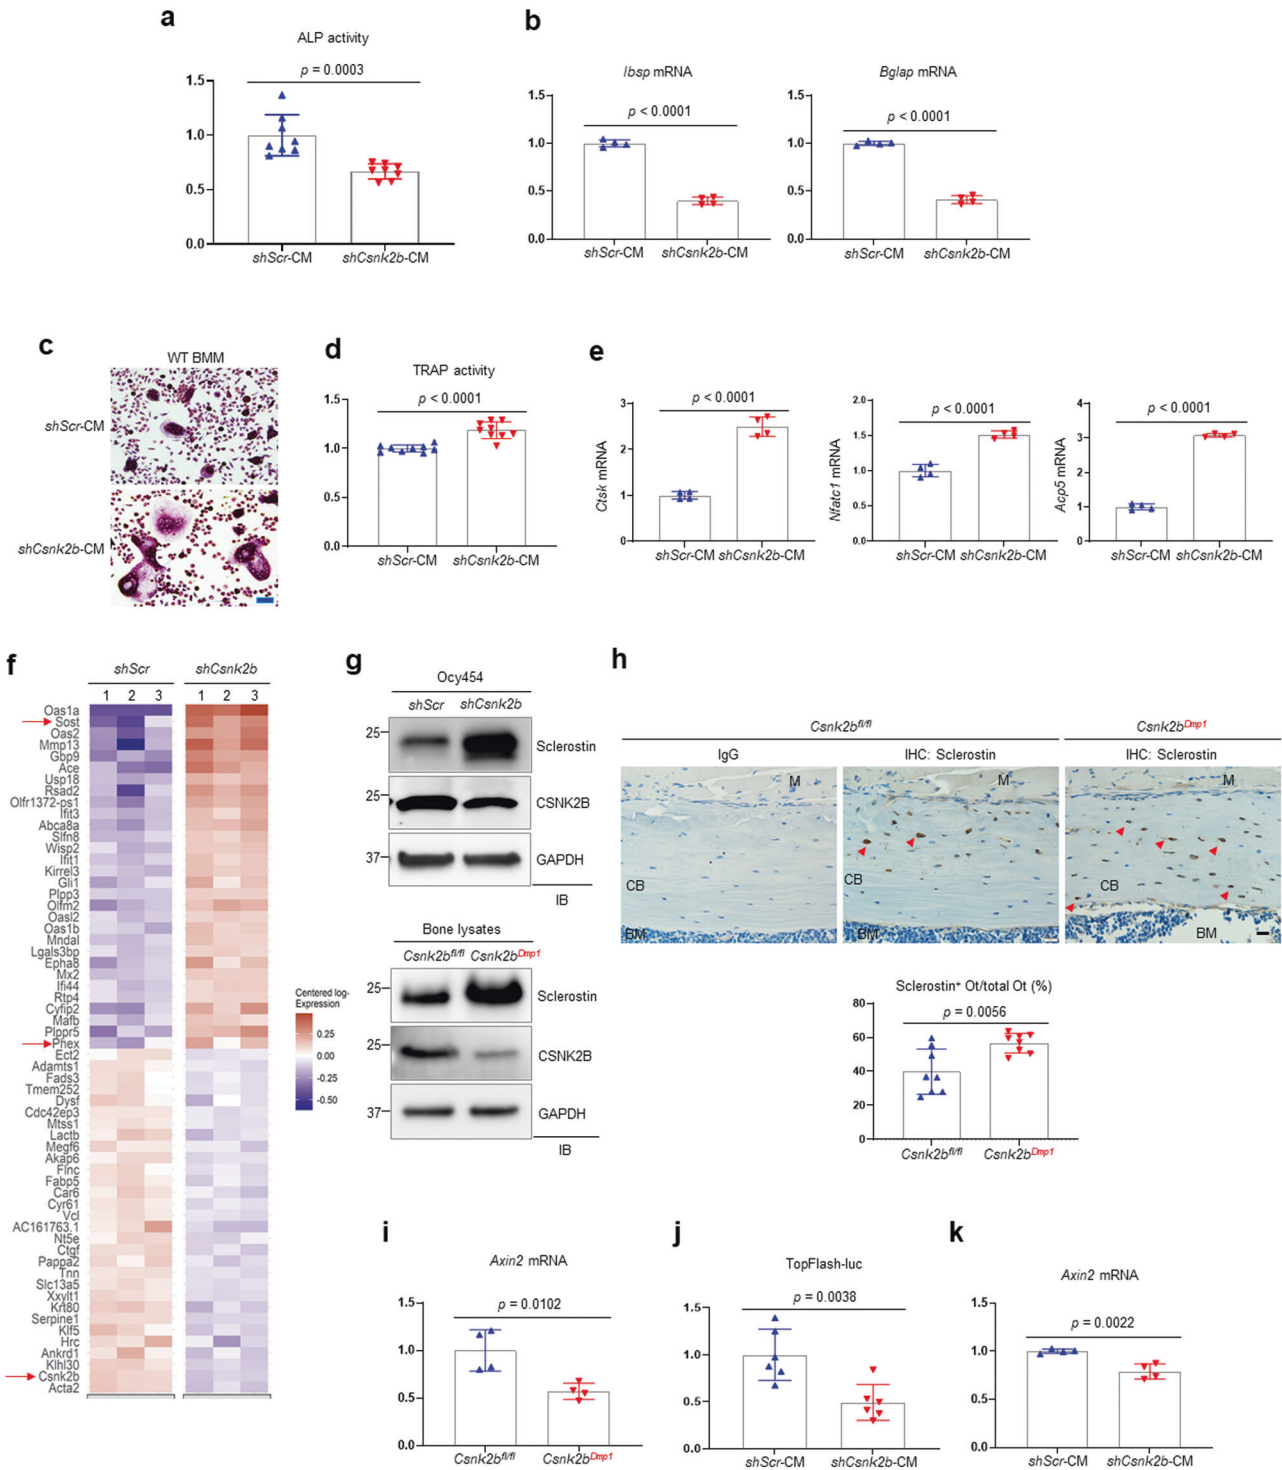 a
ALP activity
p = 0.0003
1.5
1.0
0.5
0.0
shScr-CM
shCsnk2b-CM
b
Ibsp mRNA
p < 0.0001
1.5
1.0
0.5
0.0
shScr-CM
shCsnk2b-CM
Bglap mRNA
p < 0.0001
1.5
1.0
0.5
0.0
shScr-CM
shCsnk2b-CM
c
WT BMM
shScr-CM
shCsnk2b-CM
d
TRAP activity
p < 0.0001
1.5
1.0
0.5
0.0
shScr-CM
shCsnk2b-CM
e
p < 0.0001
Ctsk mRNA
3
2
1
0
shScr-CM
shCsnk2b-CM
p < 0.0001
Nfatc1 mRNA
2.0
1.5
1.0
0.5
0.0
shScr-CM
shCsnk2b-CM
p < 0.0001
Acp5 mRNA
4
3
2
1
0
shScr-CM
shCsnk2b-CM
f
shScr
shCsnk2b
1 2 3 1 2 3
Oas1a
Sost
Oas2
Mmp13
Gbp9
Ace
Usp18
Rsad2
Olfr1372-ps1
Ifit3
Abca8a
Slfn8
Wisp2
Ifit1
Kirrel3
Gli1
Plpp3
Olfm2
Oasl2
Oas1b
Mndal
Lgals3bp
Epha8
Mx2
Ifi44
Rtp4
Cyfip2
Mafb
Plppr5
Phex
Ect2
Adamts1
Fads3
Tmem252
Dysf
Cdc42ep3
Mtss1
Lactb
Megf6
Akap6
Flnc
Fabp5
Car6
Cyr61
Vcl
AC161763.1
Nt5e
Ctgf
Pappa2
Tnn
Slc13a5
Xxylt1
Krt80
Serpine1
Klf5
Hrc
Ankrd1
Klhl30
Csnk2b
Acta2
Centered log-
Expression
0.25
0.00
-0.25
-0.50
g
Ocy454
shScr shCsnk2b
25
Sclerostin
25
CSNK2B
37
GAPDH
IB
Bone lysates
Csnk2bfl/fl Csnk2bDmp1
25
Sclerostin
25
CSNK2B
37
GAPDH
IB
h
Csnk2bfl/fl
Csnk2bDmp1
IgG
IHC: Sclerostin
IHC: Sclerostin
M
M
M
CB
CB
CB
BM
BM
BM
Sclerostin+ Ot/total Ot (%)
p = 0.0056
80
60
40
20
0
Csnk2bfl/fl
Csnk2bDmp1
i
Axin2 mRNA
p = 0.0102
1.5
1.0
0.5
0.0
Csnk2bfl/fl
Csnk2bDmp1
j
TopFlash-luc
p = 0.0038
1.5
1.0
0.5
0.0
shScr-CM
shCsnk2b-CM
k
Axin2 mRNA
p = 0.0022
1.5
1.0
0.5
0.0
shScr-CM
shCsnk2b-CM